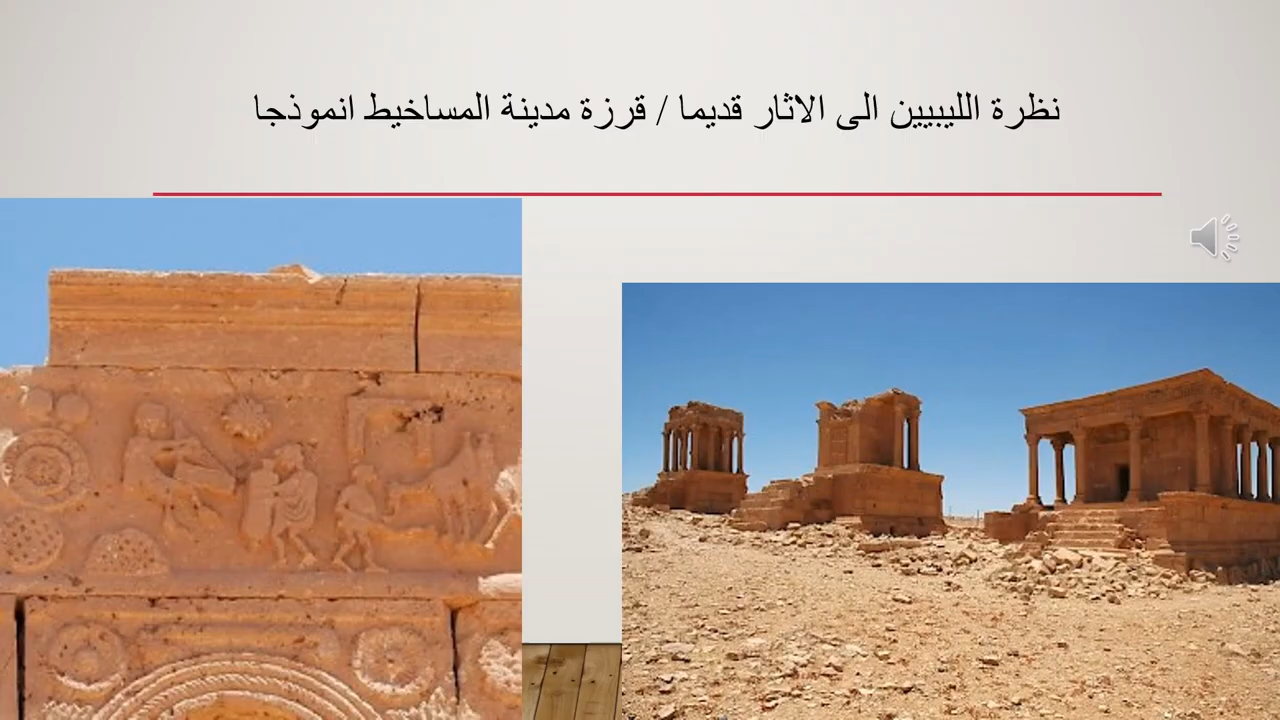 نظرة الليبيين الى الاثار قديما / قرزة مدينة المساخيط انموذجا